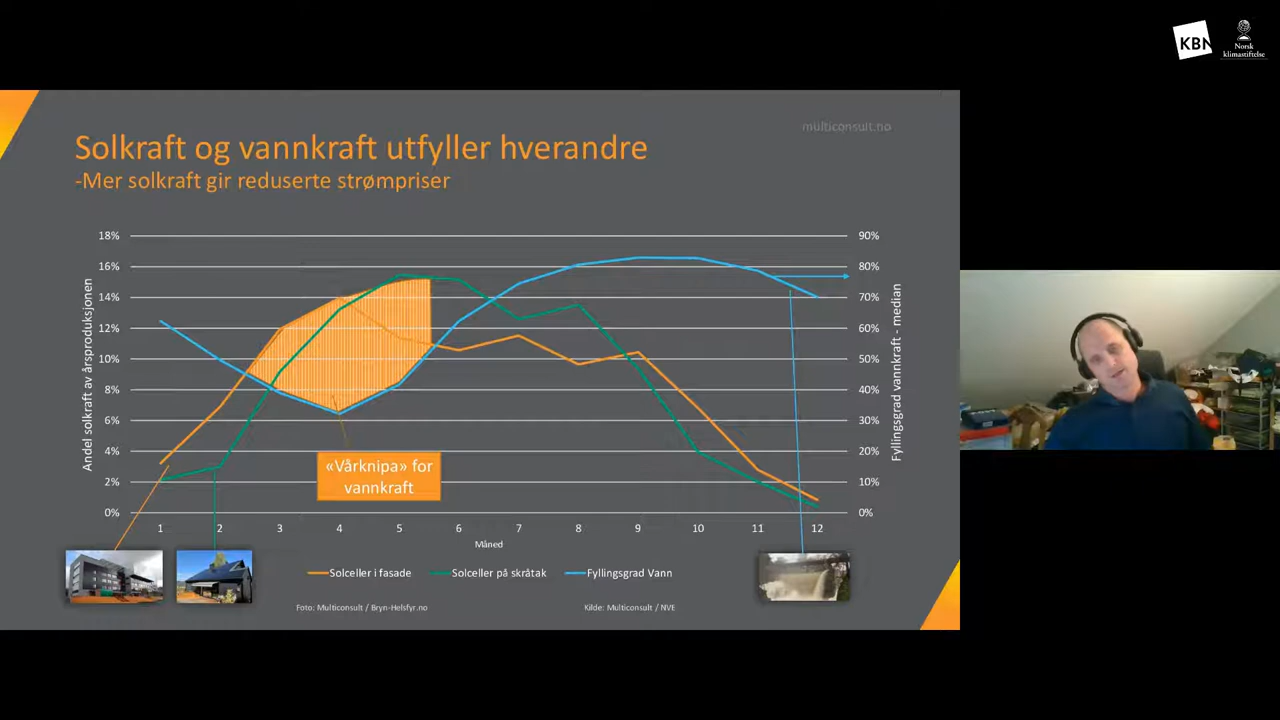 KBN
Norsk
klimastiftelse
multiconsult.no
Solkraft og vannkraft utfyller hverandre
-Mer solkraft gir reduserte strømpriser
Andel solkraft av årsproduksjonen
18%
16%
14%
12%
10%
8%
6%
4%
2%
0%
90%
80%
70%
60%
50%
40%
30%
20%
10%
0%
Fyllingsgrad vannkraft - median
«Vårknipa» for
vannkraft
1 2 3 4 5 6 7 8 9 10 11 12
Måned
Solceller i fasade Solceller på skråtak Fyllingsgrad Vann
Foto: Multiconsult / Bryn-Helsfyr.no
Kilde: Multiconsult / NVE